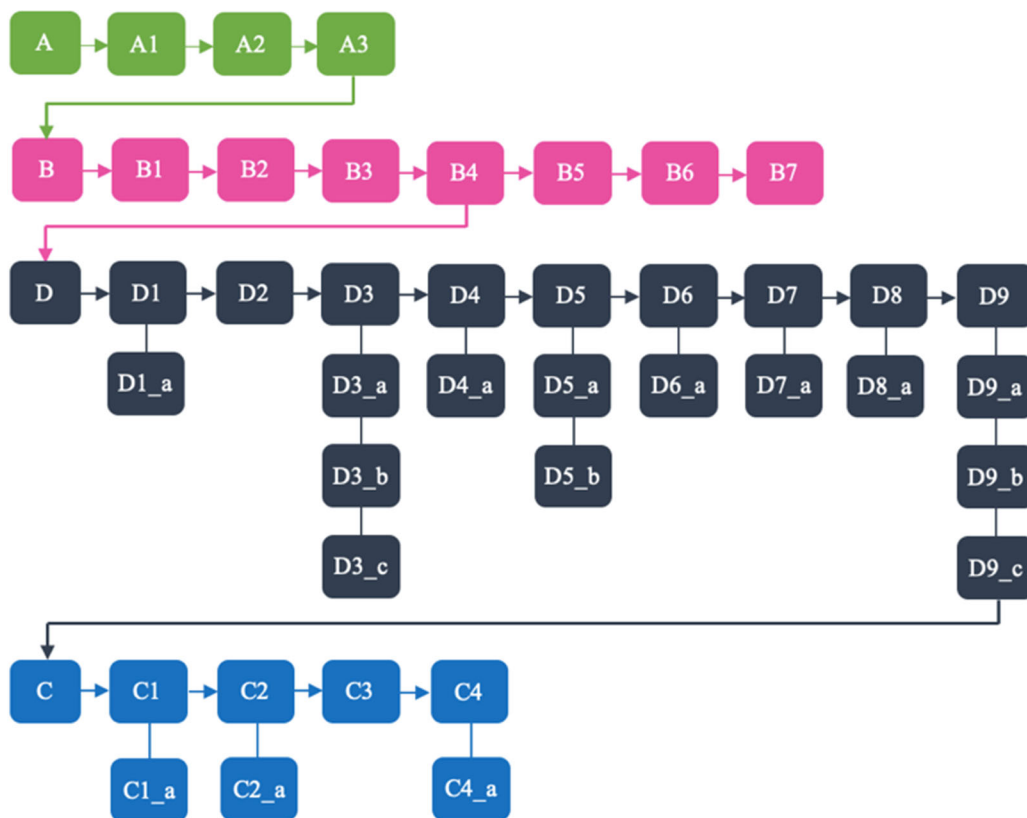 A A1 A2 A3
B B1 B2 B3 B4 B5 B6 B7
D D1 D2 D3 D4 D5 D6 D7 D8 D9
D1_a D3_a D4_a D5_a D6_a D7_a D8_a D9_a
D3_b D5_b D9_b
D3_c D9_c
C C1 C2 C3 C4
C1_a C2_a C4_a